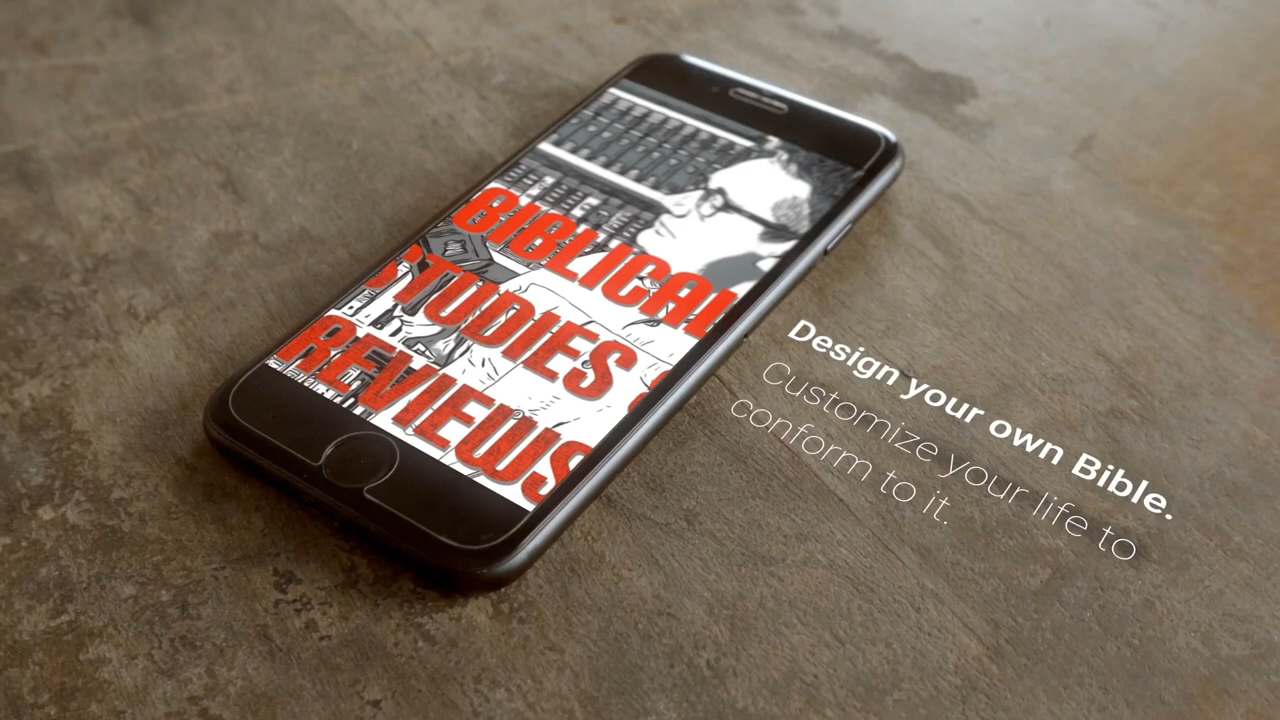 BIBLICAL
STUDIES
REVIEWS
Design your own Bible.
Customize your life to
conform to it.